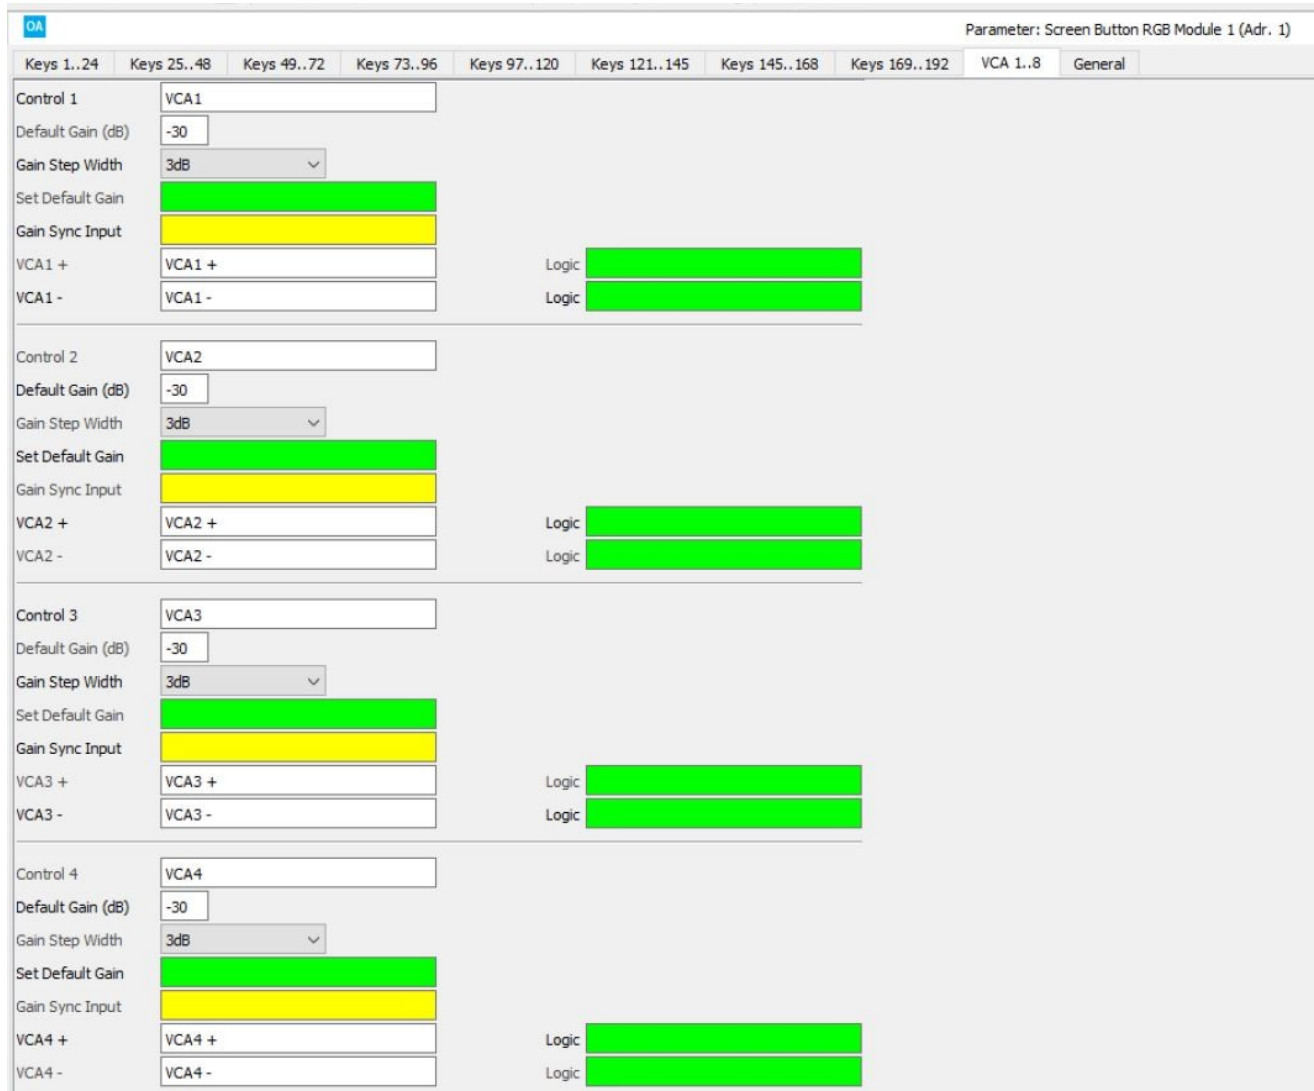 OA
Parameter: Screen Button RGB Module 1 (Adr. 1)
Keys 1..24 Keys 25..48 Keys 49..72 Keys 73..96 Keys 97..120 Keys 121..145 Keys 145..168 Keys 169..192 VCA 1..8 General
Control 1 VCA1
Default Gain (dB) -30
Gain Step Width 3dB
Set Default Gain
Gain Sync Input
VCA1 + VCA1 + Logic
VCA1 - VCA1 - Logic
Control 2 VCA2
Default Gain (dB) -30
Gain Step Width 3dB
Set Default Gain
Gain Sync Input
VCA2 + VCA2 + Logic
VCA2 - VCA2 - Logic
Control 3 VCA3
Default Gain (dB) -30
Gain Step Width 3dB
Set Default Gain
Gain Sync Input
VCA3 + VCA3 + Logic
VCA3 - VCA3 - Logic
Control 4 VCA4
Default Gain (dB) -30
Gain Step Width 3dB
Set Default Gain
Gain Sync Input
VCA4 + VCA4 + Logic
VCA4 - VCA4 - Logic